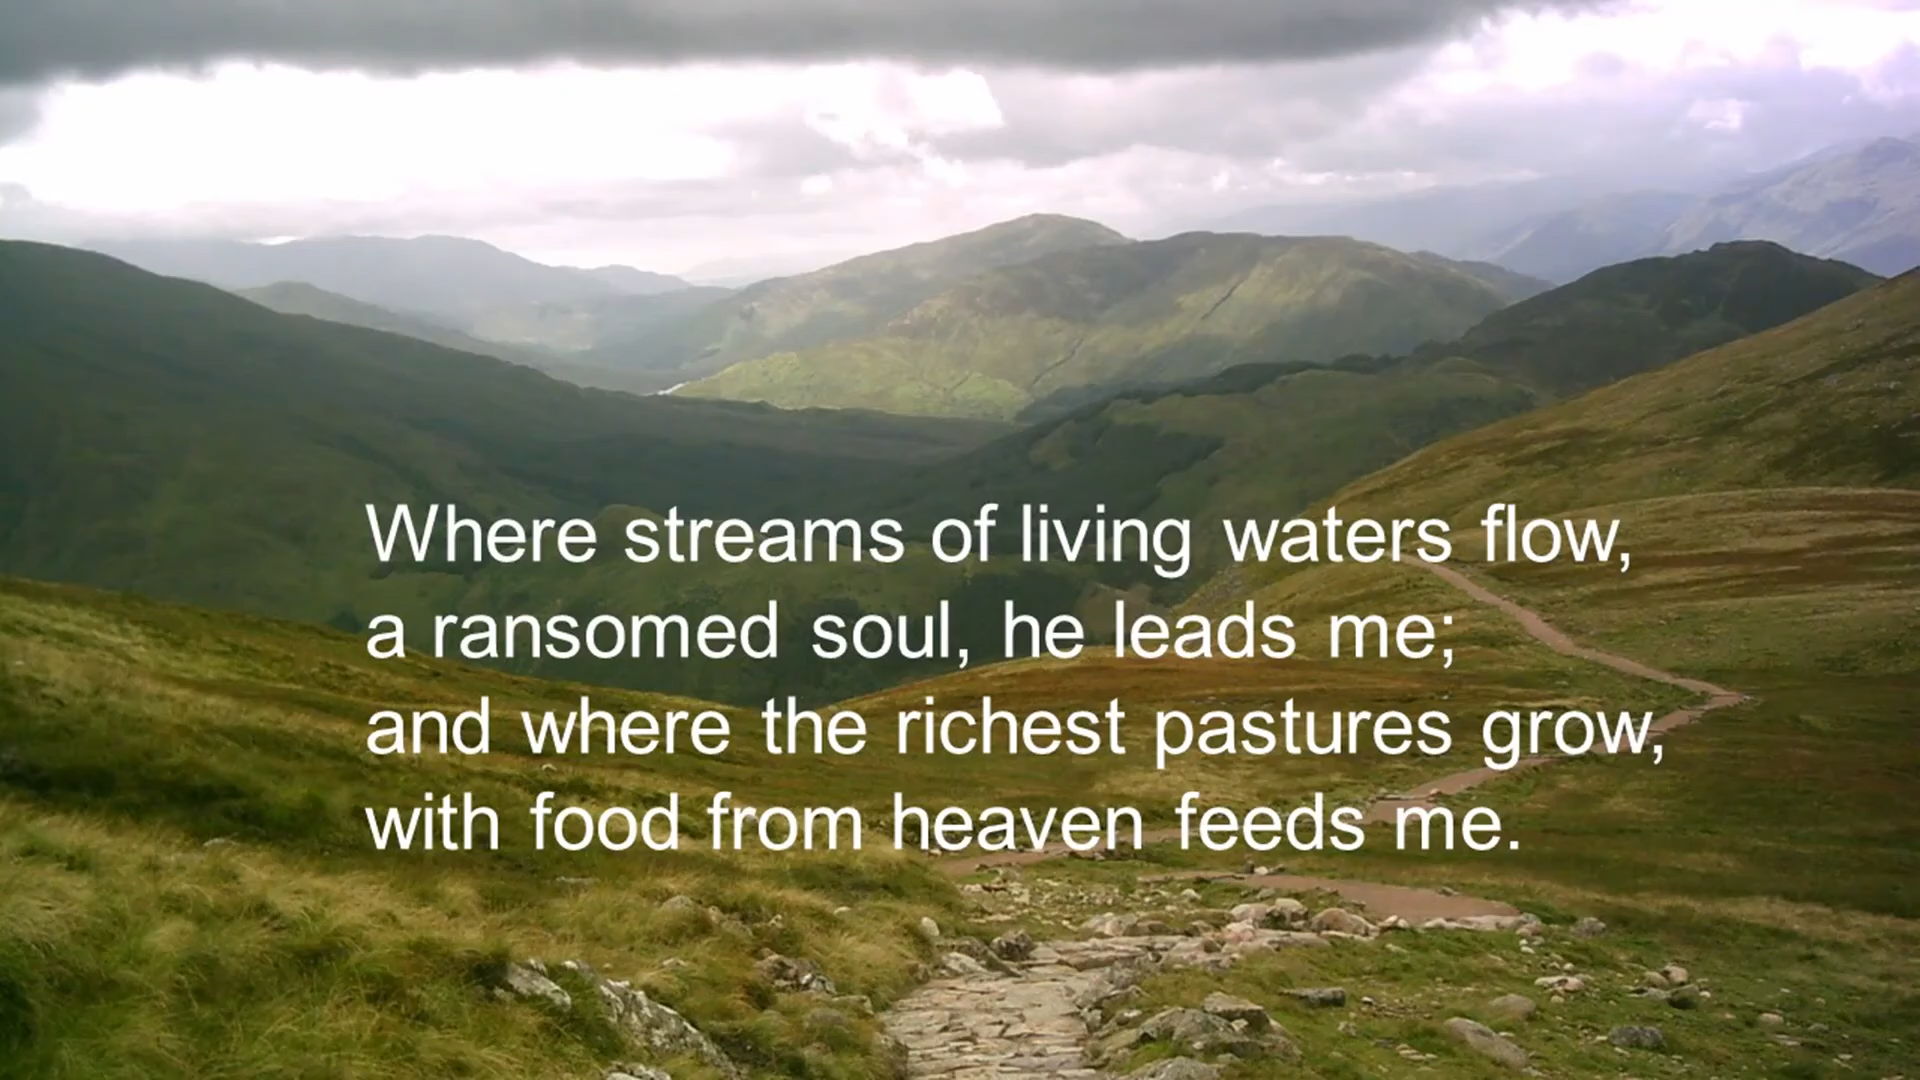 Where streams of living waters flow,
a ransomed soul, he leads me;
and where the richest pastures grow,
with food from heaven feeds me.